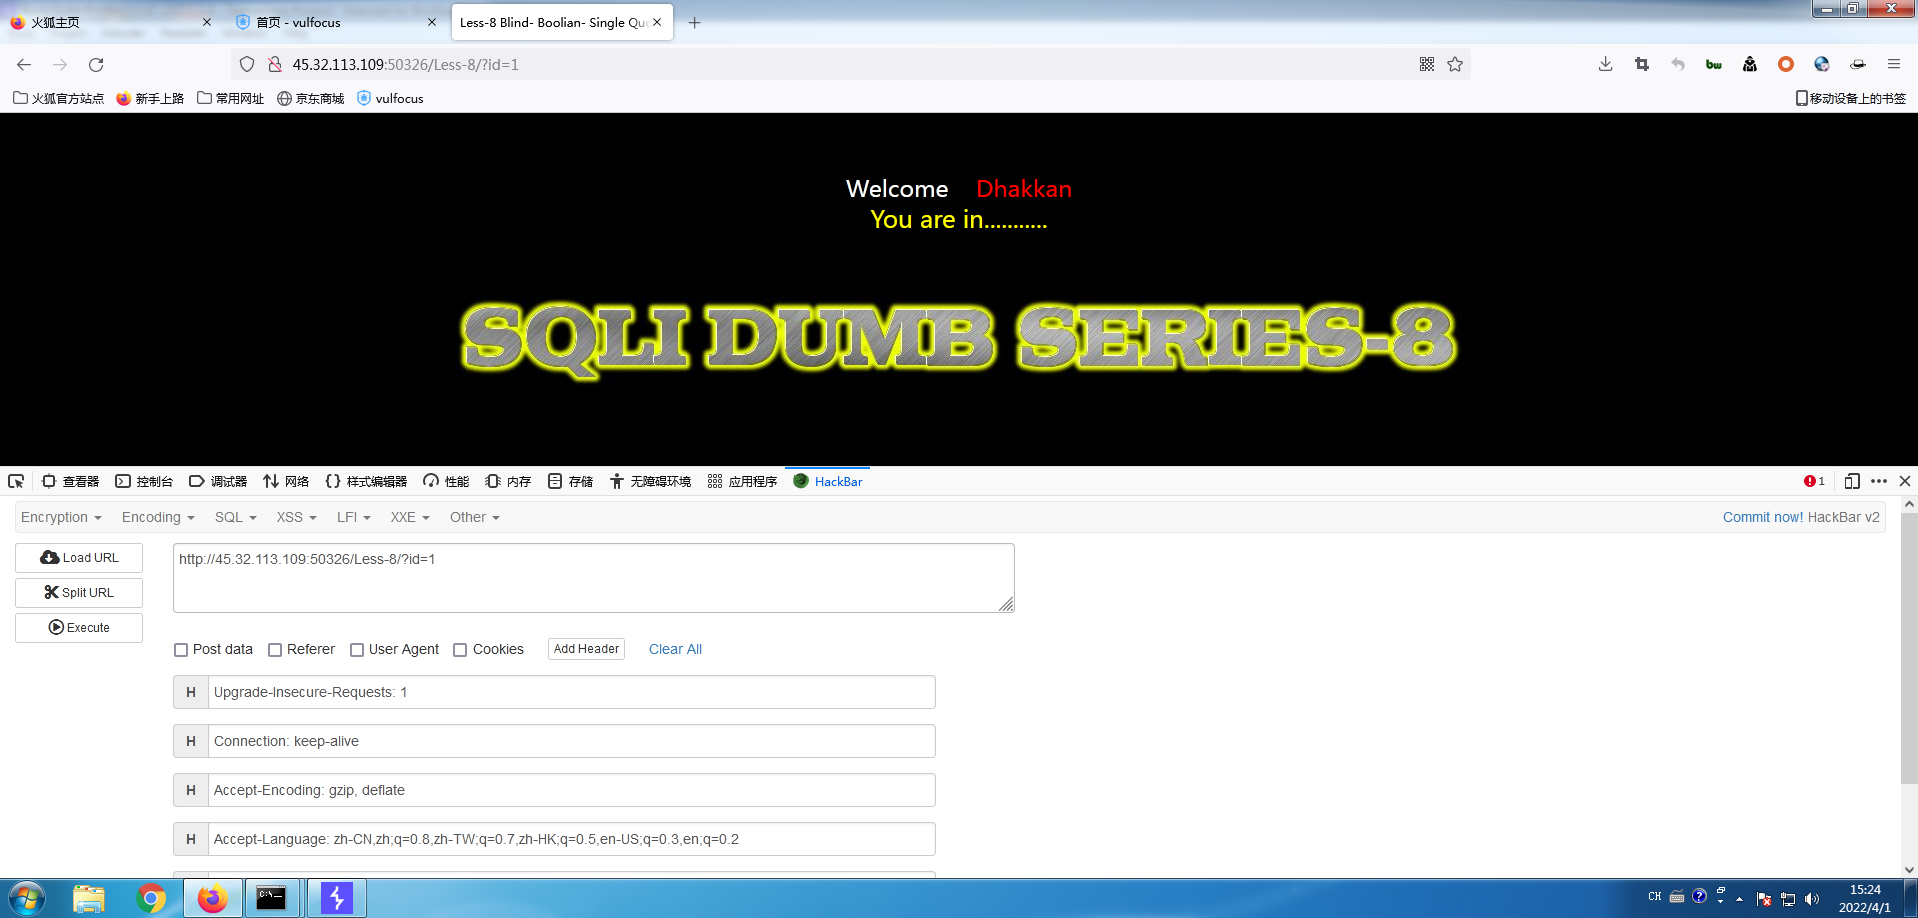 火狐主页
首页 - vulfocus
Less-8 Blind- Boolian- Single Quo
45.32.113.109:50326/Less-8/?id=1
火狐官方站点 新手上路 常用网址 京东商城 vulfocus 移动设备上的书签
Welcome Dhakkan
You are in...........
SQLI DUMB SERIES-8
查看器 控制台 调试器 网络 样式编辑器 性能 内存 存储 无障碍环境 应用程序 HackBar 1
Encryption Encoding SQL XSS LFI XXE Other Commit now! HackBar v2
Load URL
http://45.32.113.109:50326/Less-8/?id=1
Split URL
Execute
Post data Referer User Agent Cookies Add Header Clear All
H Upgrade-Insecure-Requests: 1
H Connection: keep-alive
H Accept-Encoding: gzip, deflate
H Accept-Language: zh-CN,zh;q=0.8,zh-TW;q=0.7,zh-HK;q=0.5,en-US;q=0.3,en;q=0.2
CH 15:24
2022/4/1